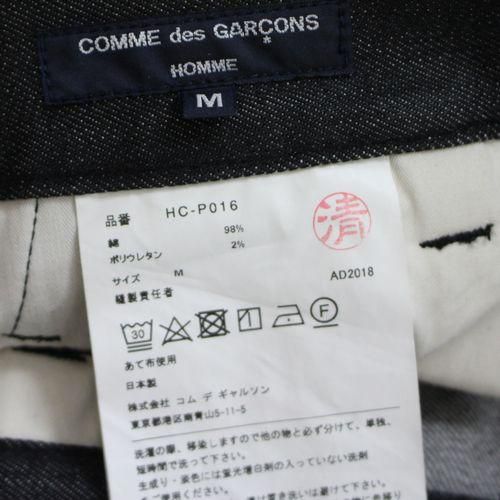 COMME des GARÇONS
HOMME
M
品番 HC-P016
綿 98%
ポリウレタン 2%
サイズ M
縫製責任者
清
AD2018
30
F
あて布使用
日本製
株式会社 コム デ ギャルソン
東京都港区南青山5-11-5
洗濯の際、移染しますので他の物と必ず分けて、単独、
短時間で洗って下さい。
生成り・淡色には蛍光増白剤の入っていない洗剤